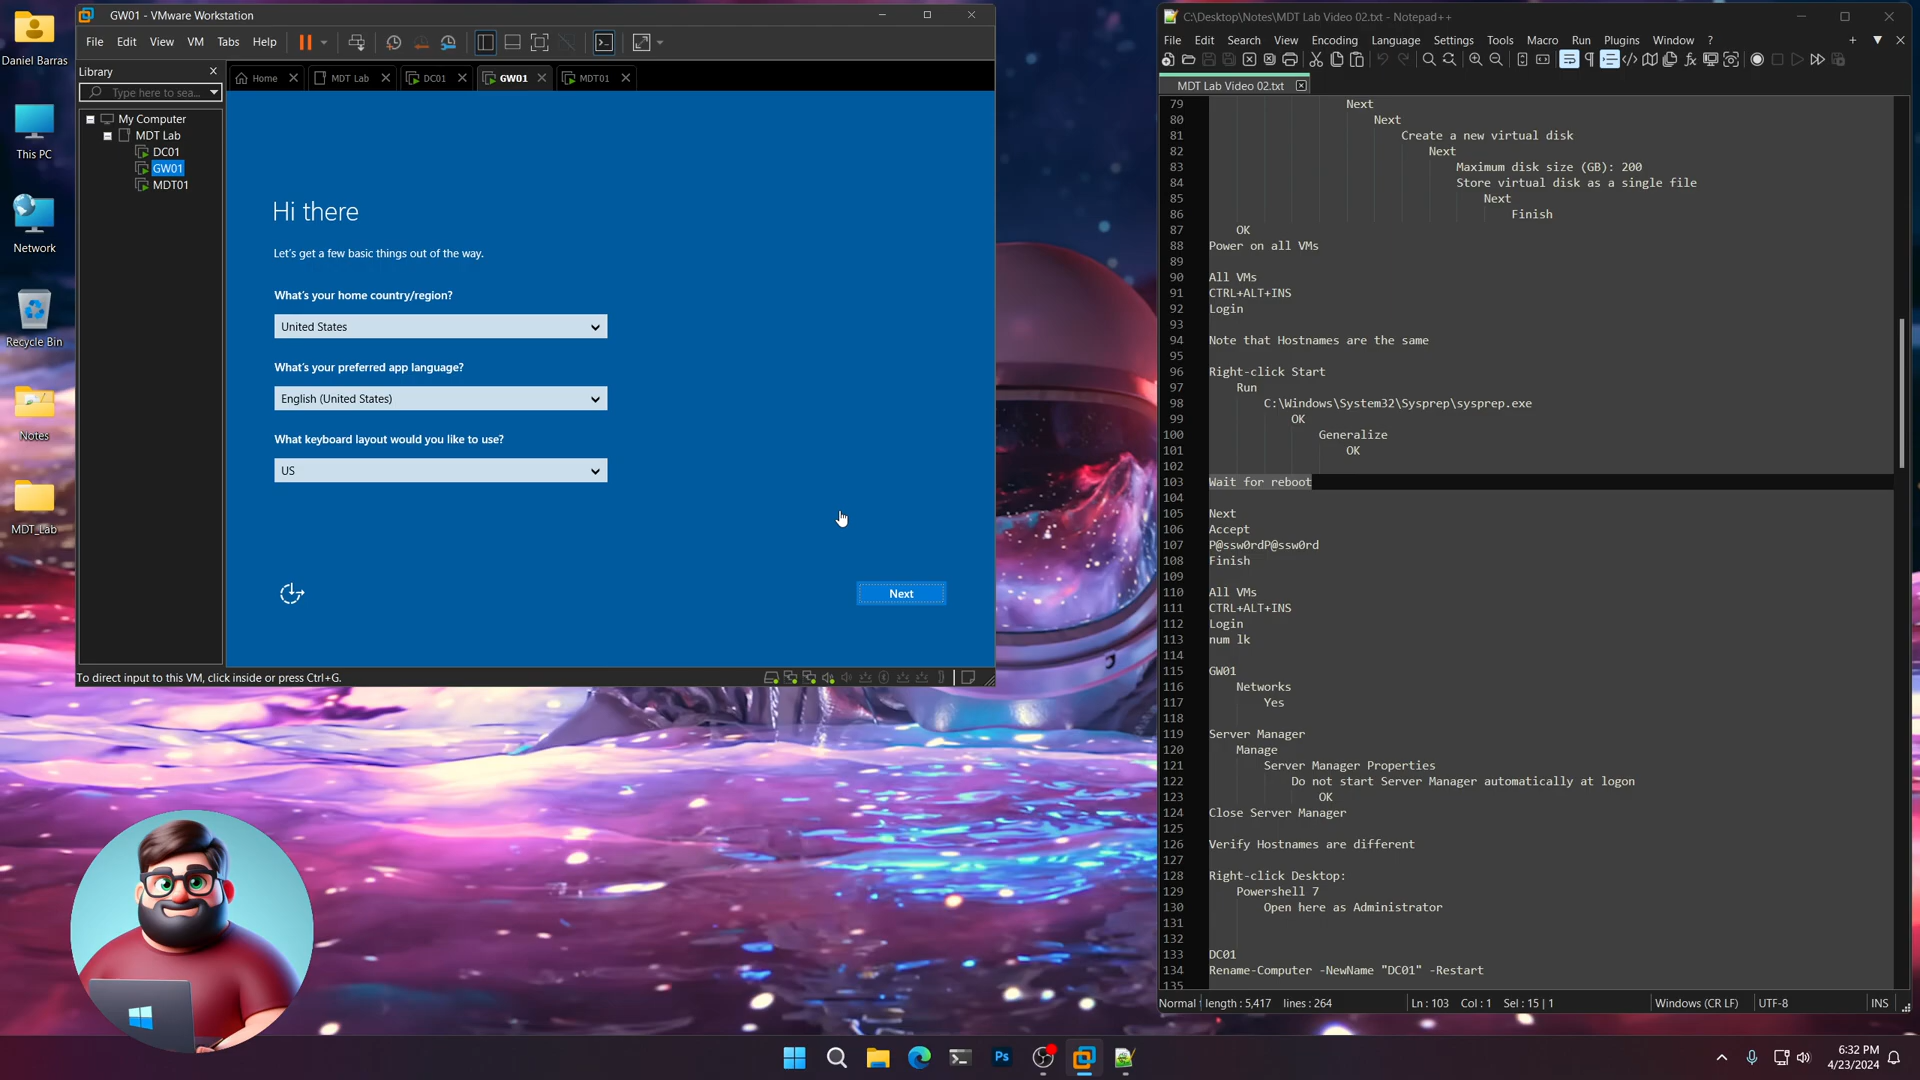 Daniel Barras
This PC
Network
Recycle Bin
Notes
MDT_Lab
GW01 - VMware Workstation
File Edit View VM Tabs Help
Library
Type here to sea...
My Computer
MDT Lab
DC01
GW01
MDT01
Home
MDT Lab
DC01
GW01
MDT01
Hi there
Let's get a few basic things out of the way.
What's your home country/region?
United States
What's your preferred app language?
English (United States)
What keyboard layout would you like to use?
US
Next
To direct input to this VM, click inside or press Ctrl+G.
C:\Desktop\Notes\MDT Lab Video 02.txt - Notepad++
File Edit Search View Encoding Language Settings Tools Macro Run Plugins Window ?
MDT Lab Video 02.txt
79 Next
80 Next
81 Create a new virtual disk
82 Next
83 Maximum disk size (GB): 200
84 Store virtual disk as a single file
85 Next
86 Finish
87 OK
88 Power on all VMs
89
90 All VMs
91 CTRL+ALT+INS
92 Login
93
94 Note that Hostnames are the same
95
96 Right-click Start
97 Run
98 C:\Windows\System32\Sysprep\sysprep.exe
99 OK
100 Generalize
101 OK
102
103 Wait for reboot
104
105 Next
106 Accept
107 P@ssw0rdP@ssw0rd
108 Finish
109
110 All VMs
111 CTRL+ALT+INS
112 Login
113 num lk
114
115 GW01
116 Networks
117 Yes
118
119 Server Manager
120 Manage
121 Server Manager Properties
122 Do not start Server Manager automatically at logon
123 OK
124 Close Server Manager
125
126 Verify Hostnames are different
127
128 Right-click Desktop:
129 Powershell 7
130 Open here as Administrator
131
132
133 DC01
134 Rename-Computer -NewName "DC01" -Restart
135
Normal length : 5,417 lines : 264 Ln : 103 Col : 1 Sel : 15 | 1 Windows (CR LF) UTF-8 INS
Ps
6:32 PM
4/23/2024